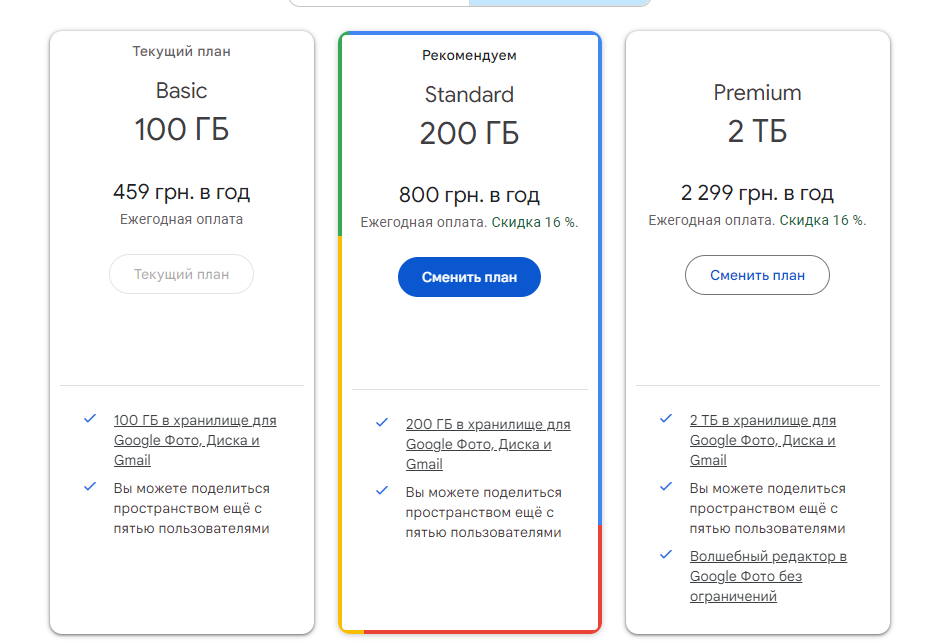 Текущий план
Basic
100 ГБ
459 грн. в год
Ежегодная оплата
Текущий план
100 ГБ в хранилище для
Google Фото, Диска и
Gmail
Вы можете поделиться
пространством ещё с
пятью пользователями
Рекомендуем
Standard
200 ГБ
800 грн. в год
Ежегодная оплата. Скидка 16 %.
Сменить план
200 ГБ в хранилище для
Google Фото, Диска и
Gmail
Вы можете поделиться
пространством ещё с
пятью пользователями
Premium
2 ТБ
2 299 грн. в год
Ежегодная оплата. Скидка 16 %.
Сменить план
2 ТБ в хранилище для
Google Фото, Диска и
Gmail
Вы можете поделиться
пространством ещё с
пятью пользователями
Волшебный редактор в
Google Фото без
ограничений